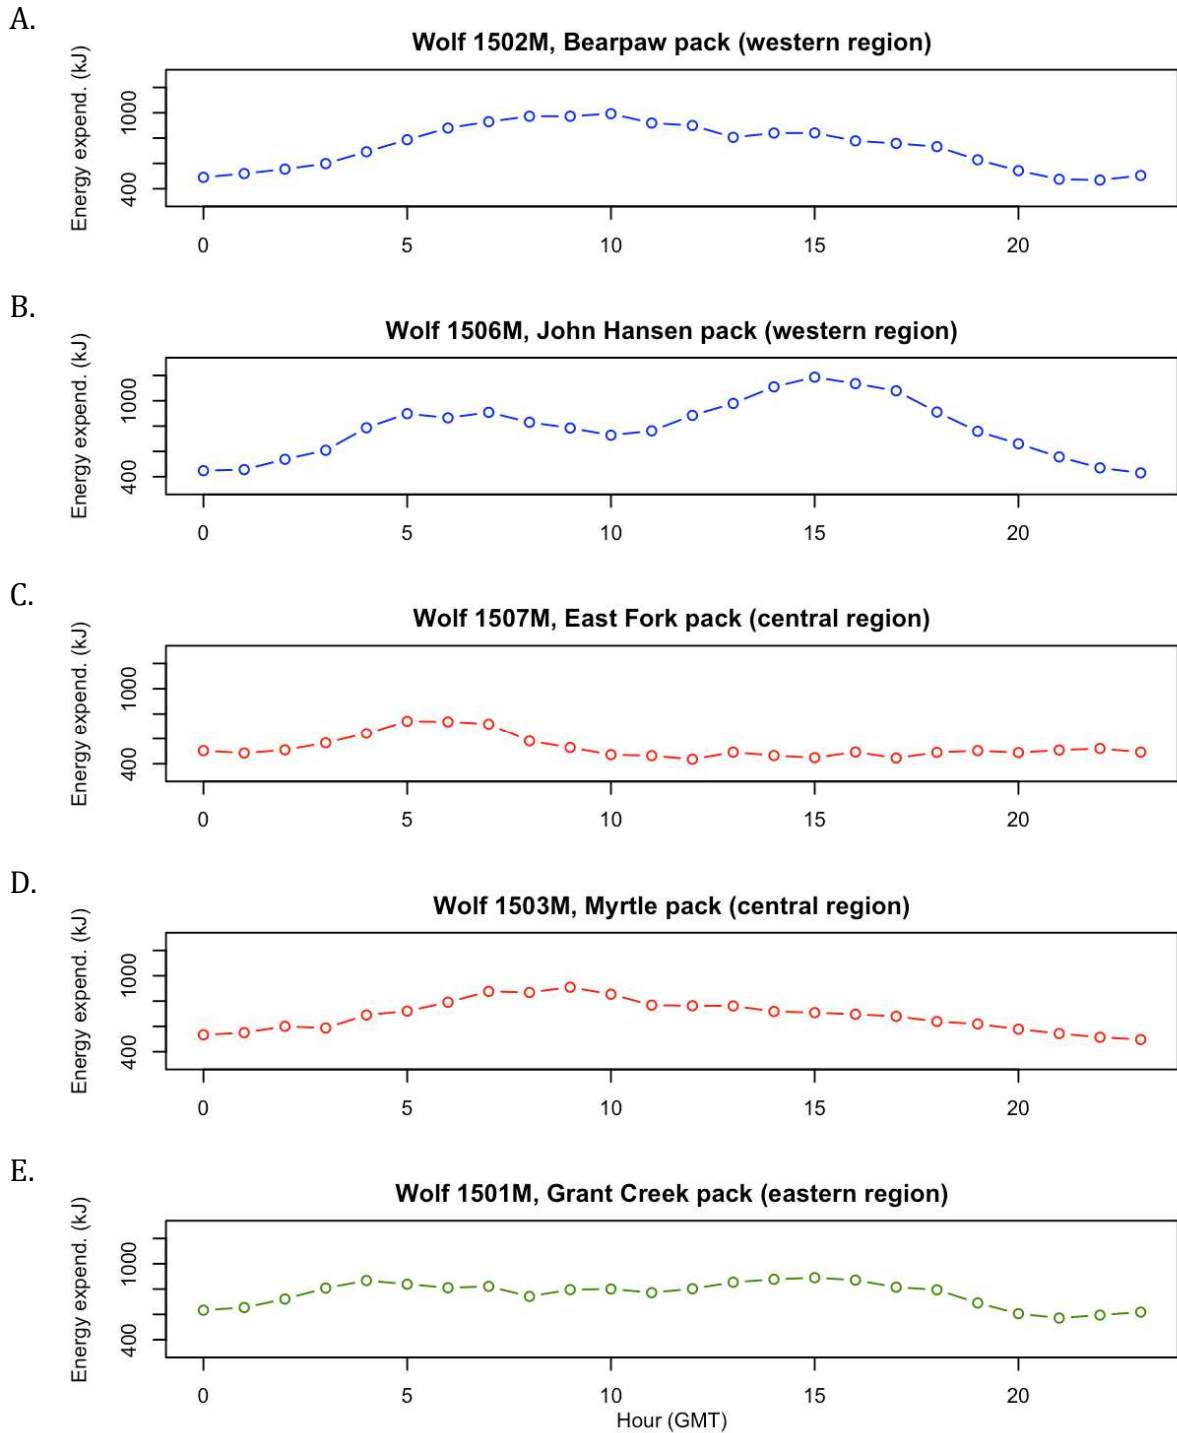 A.
Wolf 1502M, Bearpaw pack (western region)
Energy expend. (kJ)
1000
400
0 5 10 15 20
B.
Wolf 1506M, John Hansen pack (western region)
Energy expend. (kJ)
1000
400
0 5 10 15 20
C.
Wolf 1507M, East Fork pack (central region)
Energy expend. (kJ)
1000
400
0 5 10 15 20
D.
Wolf 1503M, Myrtle pack (central region)
Energy expend. (kJ)
1000
400
0 5 10 15 20
E.
Wolf 1501M, Grant Creek pack (eastern region)
Energy expend. (kJ)
1000
400
0 5 10 15 20
Hour (GMT)